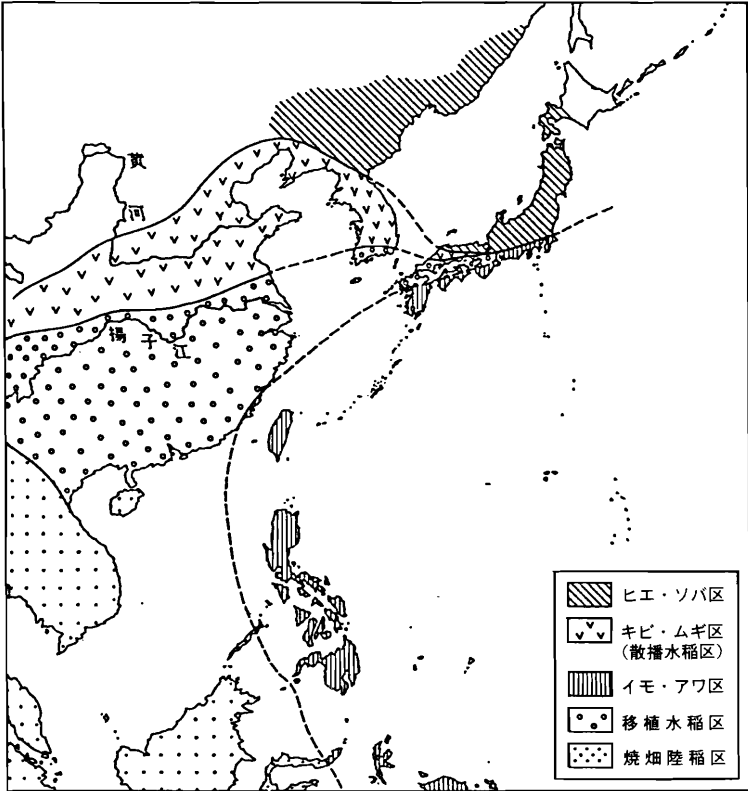 黄
河
揚子江
ヒエ・ソバ区
キビ・ムギ区
(散播水稲区)
イモ・アワ区
移植水稲区
焼畑陸稲区